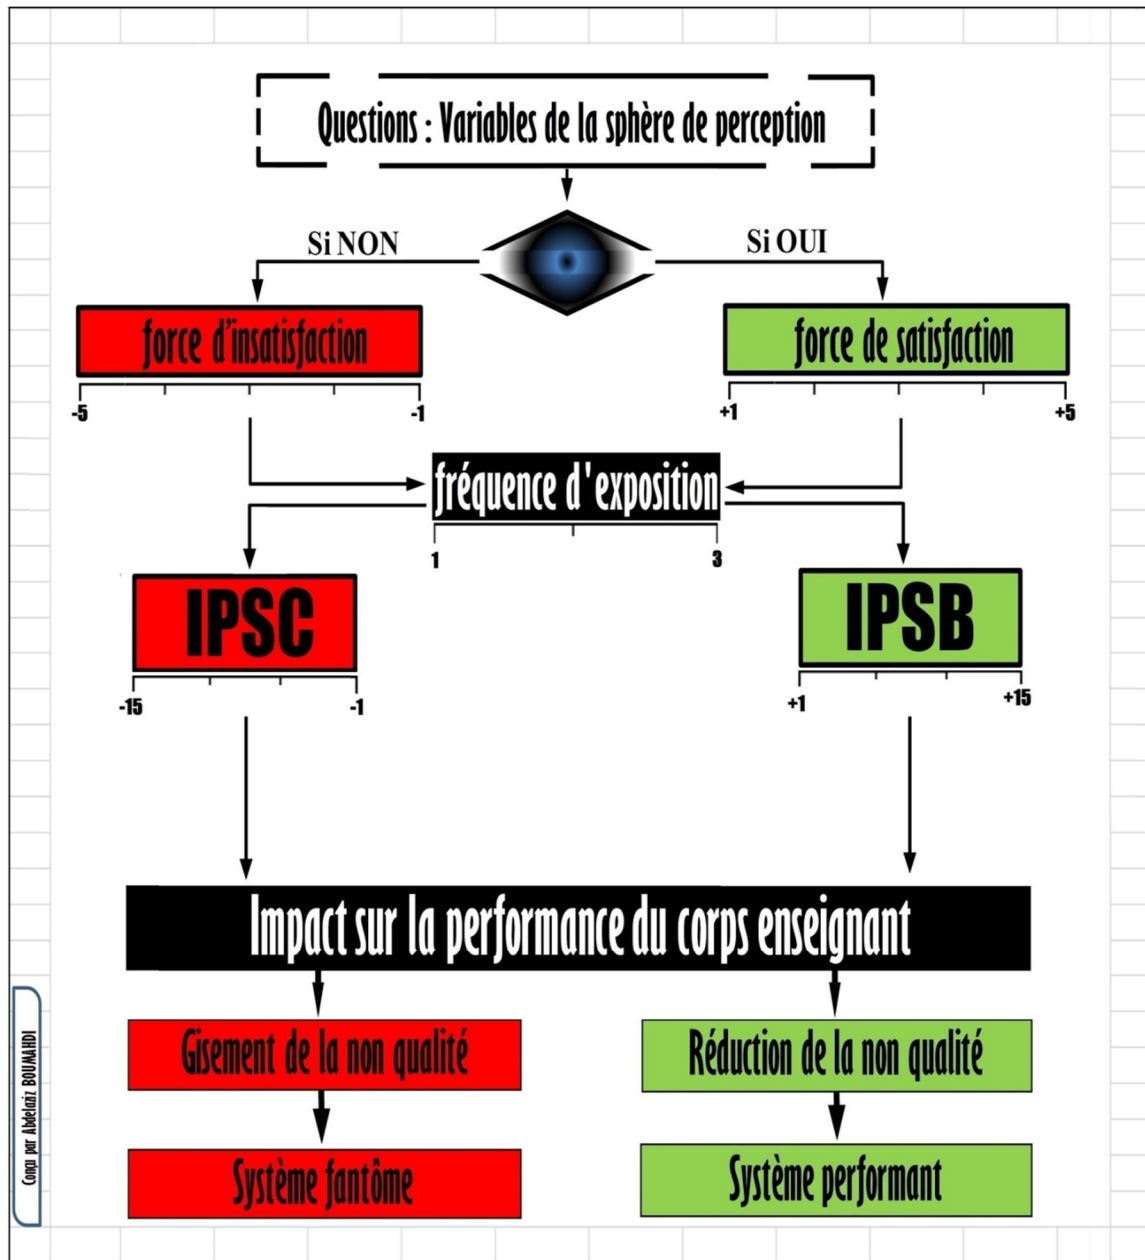 Questions : Variables de la sphère de perception
Si NON
Si OUI
force d'insatisfaction
force de satisfaction
-5
-1
+1
+5
fréquence d'exposition
1
3
IPSC
IPSB
-15
-1
+1
+15
Impact sur la performance du corps enseignant
Gisement de la non qualité
Réduction de la non qualité
Système fantôme
Système performant
Conçu par Abdelaziz BOUMAHDI